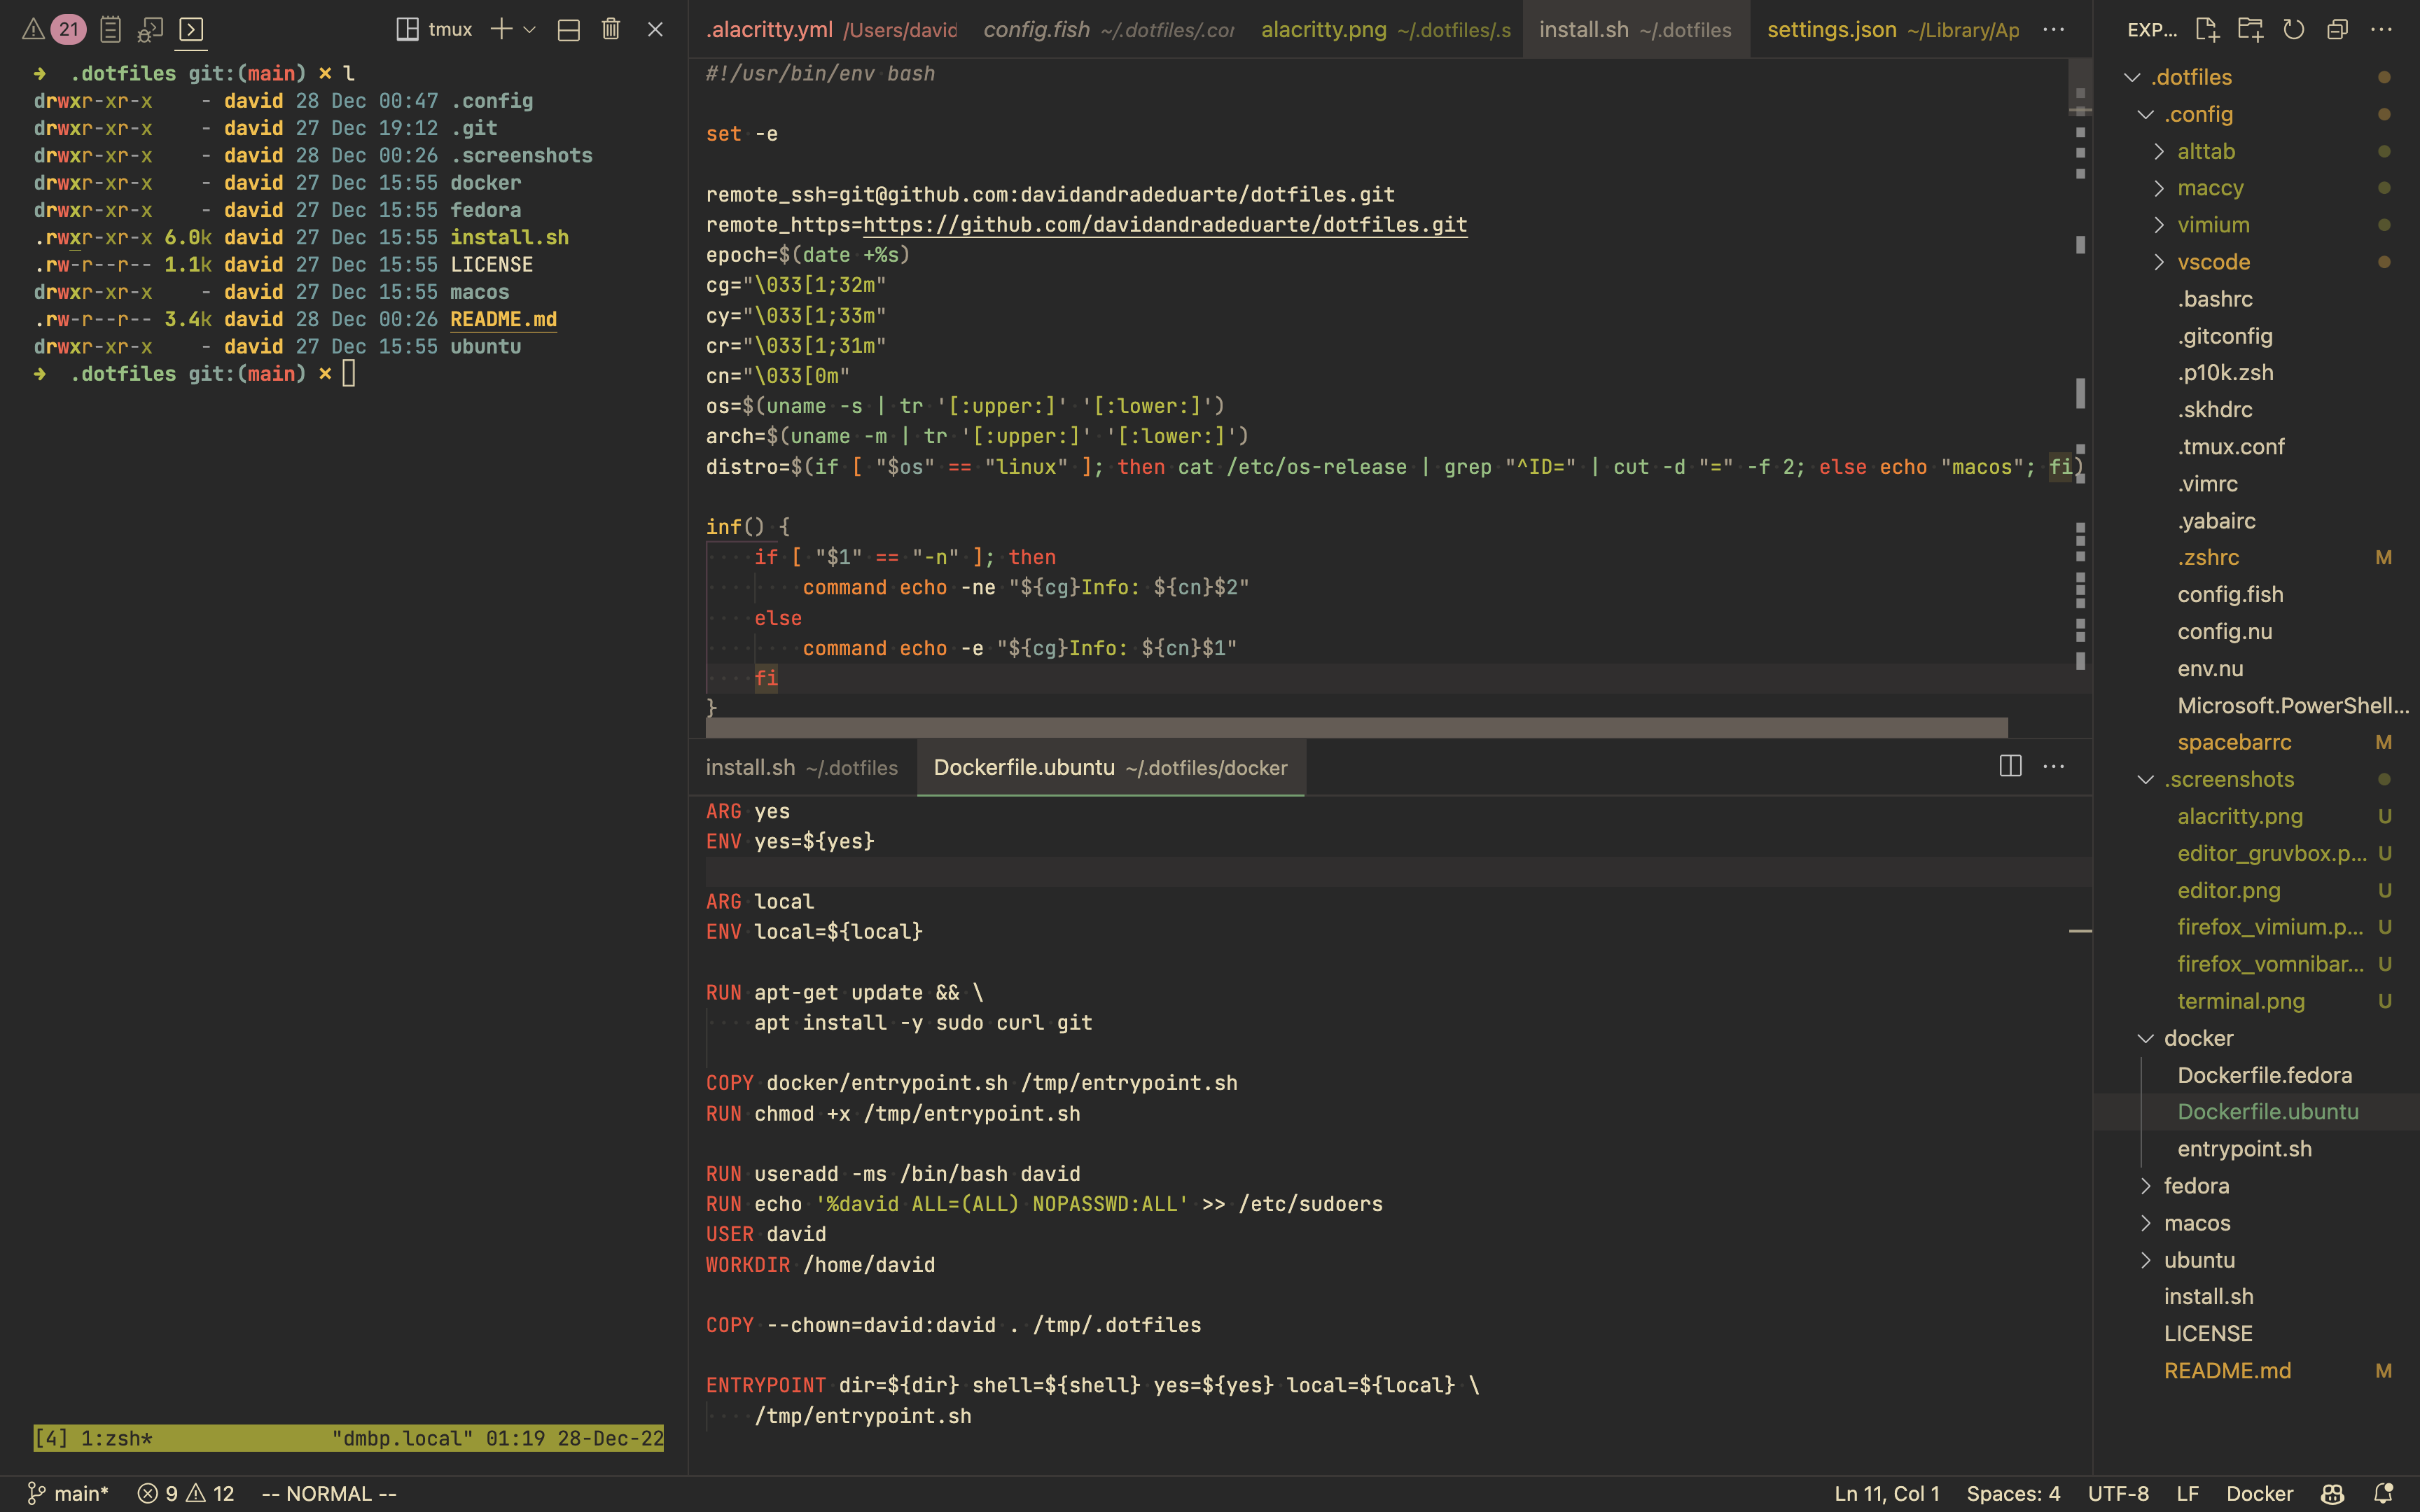 21
tmux
➜ .dotfiles git:(main) × l
drwxr-xr-x - david 28 Dec 00:47 .config
drwxr-xr-x - david 27 Dec 19:12 .git
drwxr-xr-x - david 28 Dec 00:26 .screenshots
drwxr-xr-x - david 27 Dec 15:55 docker
drwxr-xr-x - david 27 Dec 15:55 fedora
.rwxr-xr-x 6.0k david 27 Dec 15:55 install.sh
.rw-r--r-- 1.1k david 27 Dec 15:55 LICENSE
drwxr-xr-x - david 27 Dec 15:55 macos
.rw-r--r-- 3.4k david 28 Dec 00:26 README.md
drwxr-xr-x - david 27 Dec 15:55 ubuntu
➜ .dotfiles git:(main) ×
[4] 1:zsh* "dmbp.local" 01:19 28-Dec-22
.alacritty.yml /Users/david config.fish ~/.dotfiles/.cor alacritty.png ~/.dotfiles/.s install.sh ~/.dotfiles settings.json ~/Library/Ap ...
#!/usr/bin/env bash
set -e
remote_ssh=git@github.com:davidandradeduarte/dotfiles.git
remote_https=https://github.com/davidandradeduarte/dotfiles.git
epoch=$(date +%s)
cg="\033[1;32m"
cy="\033[1;33m"
cr="\033[1;31m"
cn="\033[0m"
os=$(uname -s | tr '[:upper:]' '[:lower:]')
arch=$(uname -m | tr '[:upper:]' '[:lower:]')
distro=$(if [ "$os" == "linux" ]; then cat /etc/os-release | grep "^ID=" | cut -d "=" -f 2; else echo "macos"; fi)
inf() {
if [ "$1" == "-n" ]; then
command echo -ne "${cg}Info: ${cn}$2"
else
command echo -e "${cg}Info: ${cn}$1"
fi
}
install.sh ~/.dotfiles Dockerfile.ubuntu ~/.dotfiles/docker ...
ARG yes
ENV yes=${yes}
ARG local
ENV local=${local}
RUN apt-get update && \
apt install -y sudo curl git
COPY docker/entrypoint.sh /tmp/entrypoint.sh
RUN chmod +x /tmp/entrypoint.sh
RUN useradd -ms /bin/bash david
RUN echo '%david ALL=(ALL) NOPASSWD:ALL' >> /etc/sudoers
USER david
WORKDIR /home/david
COPY --chown=david:david . /tmp/.dotfiles
ENTRYPOINT dir=${dir} shell=${shell} yes=${yes} local=${local} \
/tmp/entrypoint.sh
EXP... ...
.dotfiles
.config
alttab
maccy
vimium
vscode
.bashrc
.gitconfig
.p10k.zsh
.skhdrc
.tmux.conf
.vimrc
.yabairc
.zshrc M
config.fish
config.nu
env.nu
Microsoft.PowerShell...
spacebarrc M
.screenshots
alacritty.png U
editor_gruvbox.p... U
editor.png U
firefox_vimium.p... U
firefox_vomnibar... U
terminal.png U
docker
Dockerfile.fedora
Dockerfile.ubuntu
entrypoint.sh
fedora
macos
ubuntu
install.sh
LICENSE
README.md M
main* 9 12 -- NORMAL -- Ln 11, Col 1 Spaces: 4 UTF-8 LF Docker